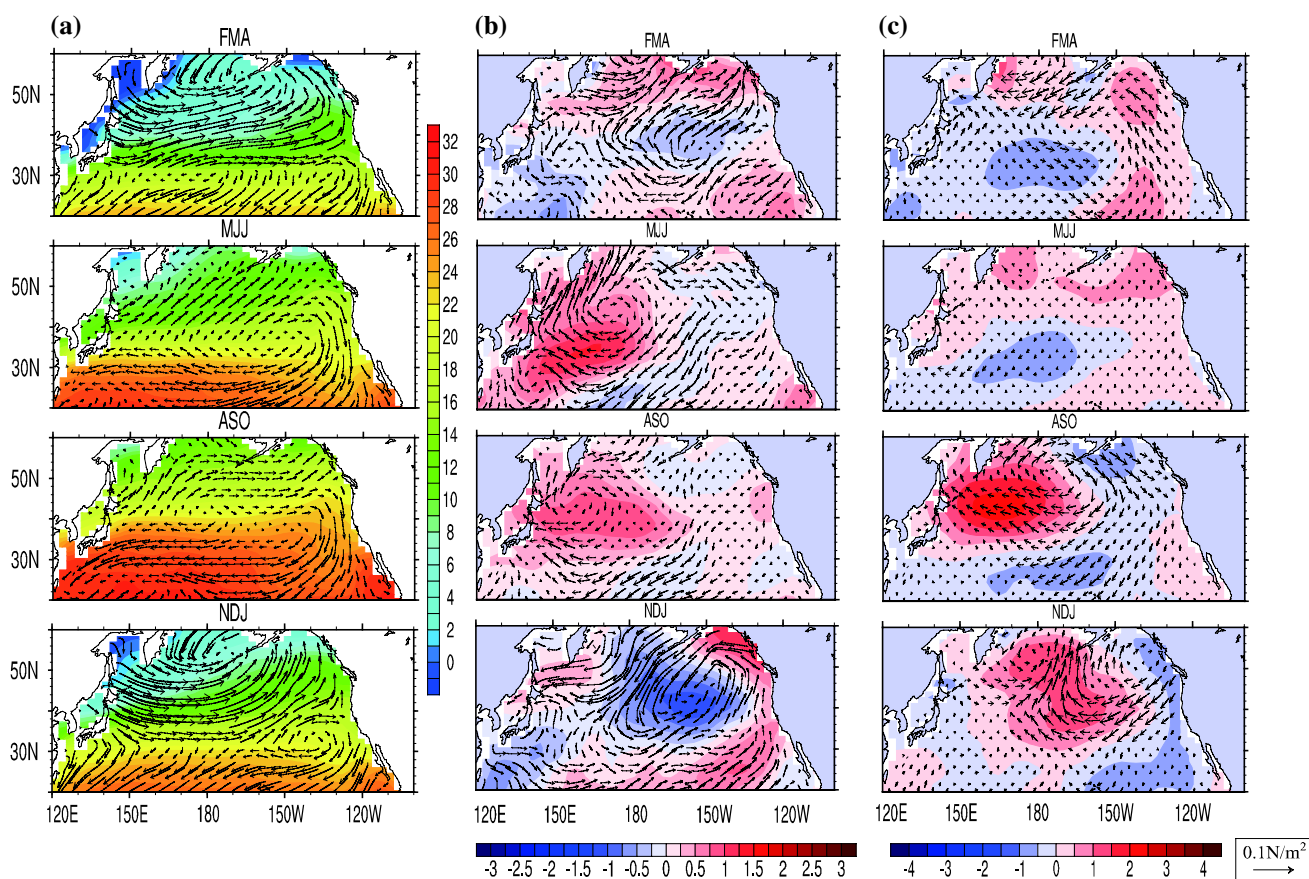 (a) (b) (c)
FMA FMA FMA
50N
30N
MJJ MJJ MJJ
50N
30N
ASO ASO ASO
50N
30N
NDJ NDJ NDJ
50N
30N
32
30
28
26
24
22
20
18
16
14
12
10
8
6
4
2
1
0
120E 150E 180 150W 120W
120E 150E 180 150W 120W
120E 150E 180 150W 120W
-3 -2.5 -2 -1.5 -1 -0.5 0 0.5 1 1.5 2 2.5 3
-4 -3 -2 -1 0 1 2 3 4
0.1N/m²